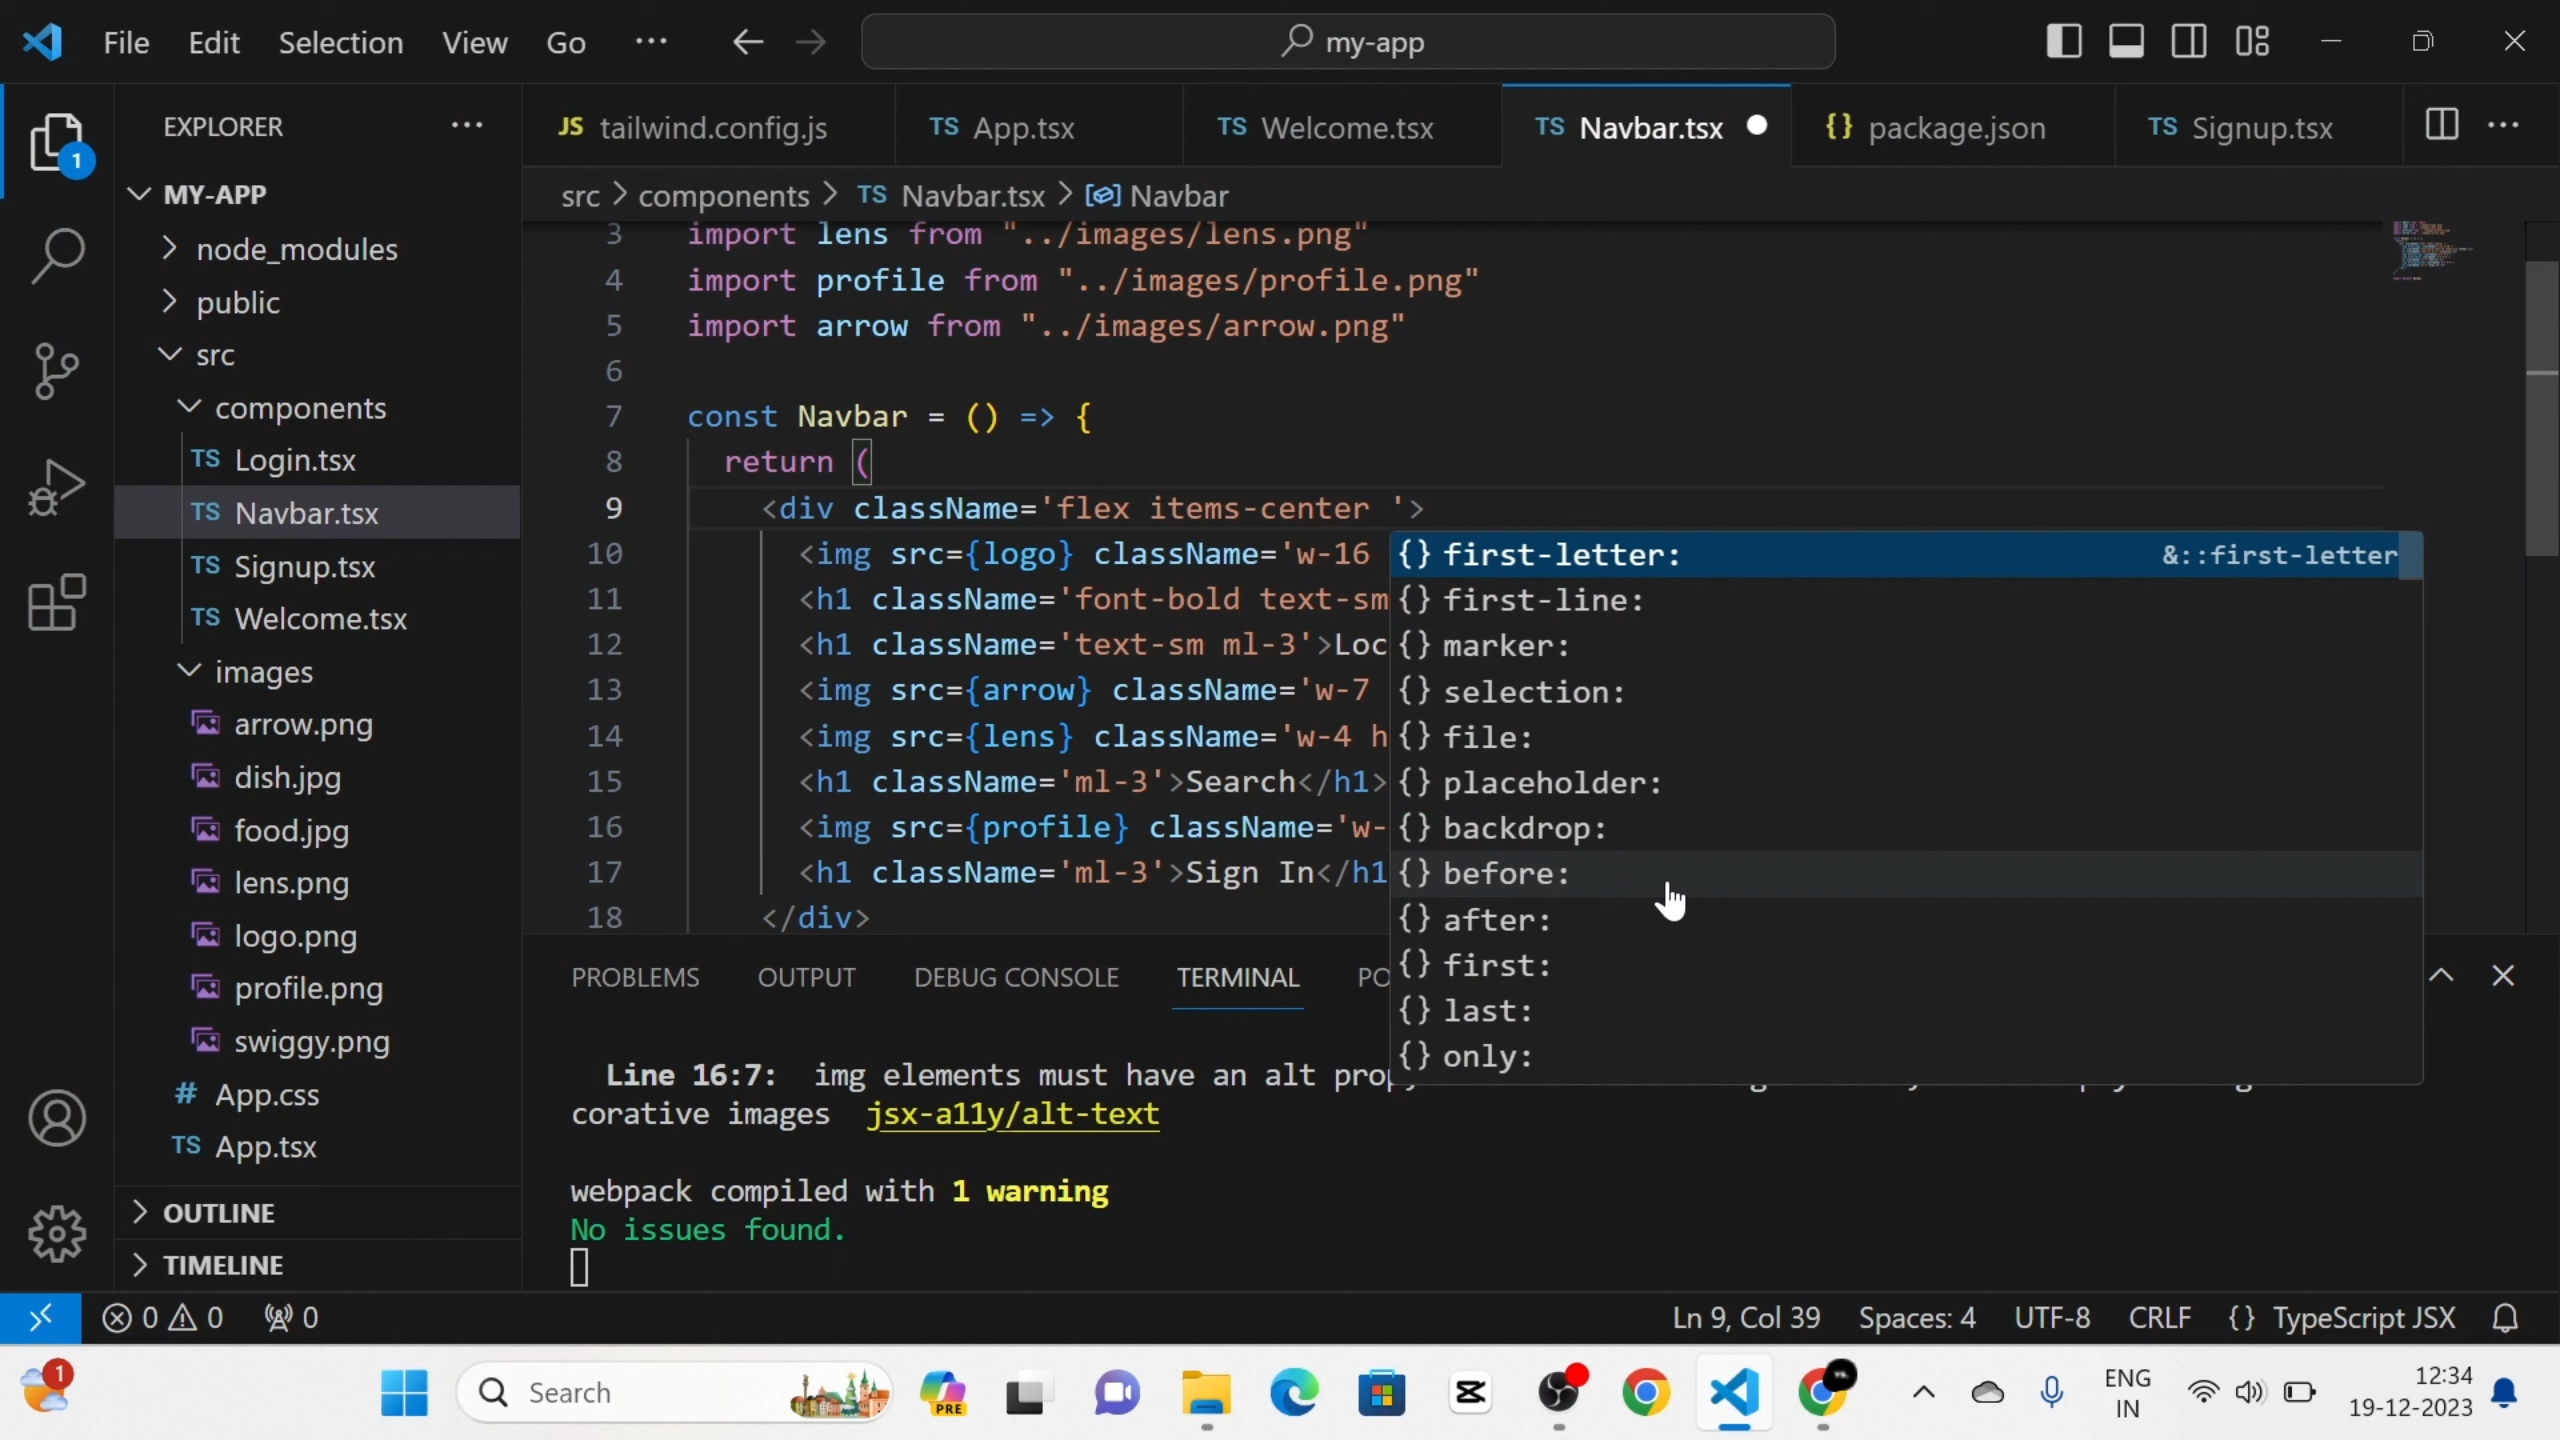 File Edit Selection View Go ··· my-app
EXPLORER ···
JS tailwind.config.js TS App.tsx TS Welcome.tsx TS Navbar.tsx {} package.json TS Signup.tsx ···
1
MY-APP
node_modules
public
src
components
TS Login.tsx
TS Navbar.tsx
TS Signup.tsx
TS Welcome.tsx
images
arrow.png
dish.jpg
food.jpg
lens.png
logo.png
profile.png
swiggy.png
# App.css
TS App.tsx
OUTLINE
TIMELINE
src > components > TS Navbar.tsx > Navbar
3 import lens from "../images/lens.png"
4 import profile from "../images/profile.png"
5 import arrow from "../images/arrow.png"
6
7 const Navbar = () => {
8 return (
9 <div className='flex items-center '>
10 <img src={logo} className='w-16
11 <h1 className='font-bold text-sm
12 <h1 className='text-sm ml-3'>Loc
13 <img src={arrow} className='w-7
14 <img src={lens} className='w-4 h
15 <h1 className='ml-3'>Search</h1>
16 <img src={profile} className='w-
17 <h1 className='ml-3'>Sign In</h1
18 </div>
{} first-letter: &::first-letter
{} first-line:
{} marker:
{} selection:
{} file:
{} placeholder:
{} backdrop:
{} before:
{} after:
{} first:
{} last:
{} only:
PROBLEMS OUTPUT DEBUG CONSOLE TERMINAL PO
Line 16:7: img elements must have an alt prop
corative images jsx-a11y/alt-text
webpack compiled with 1 warning
No issues found.
0 0 0 Ln 9, Col 39 Spaces: 4 UTF-8 CRLF {} TypeScript JSX
1 Search PRE ENG 12:34
IN 19-12-2023